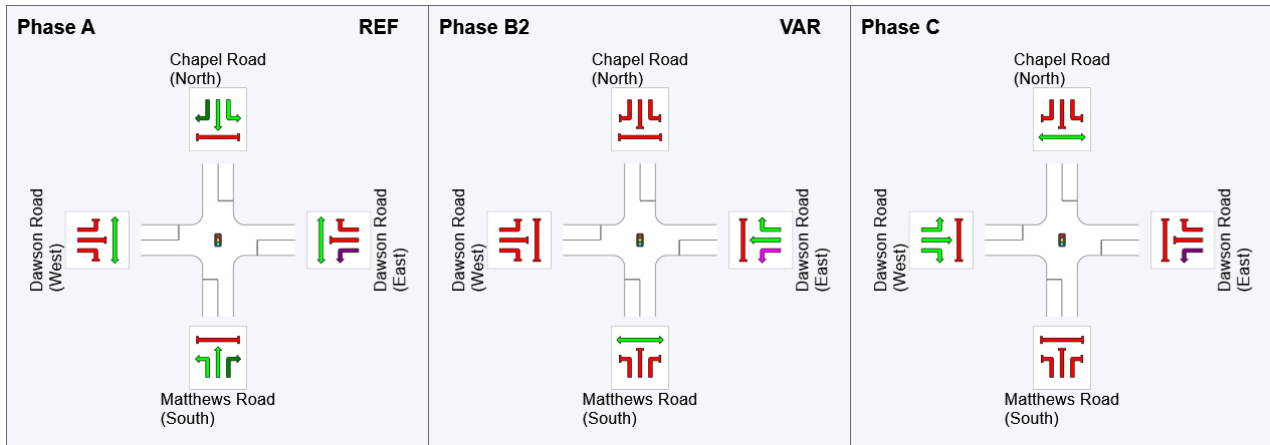 Phase A
REF
Chapel Road
(North)
Dawson Road
(West)
Dawson Road
(East)
Matthews Road
(South)
Phase B2
VAR
Chapel Road
(North)
Dawson Road
(West)
Dawson Road
(East)
Matthews Road
(South)
Phase C
Chapel Road
(North)
Dawson Road
(West)
Dawson Road
(East)
Matthews Road
(South)